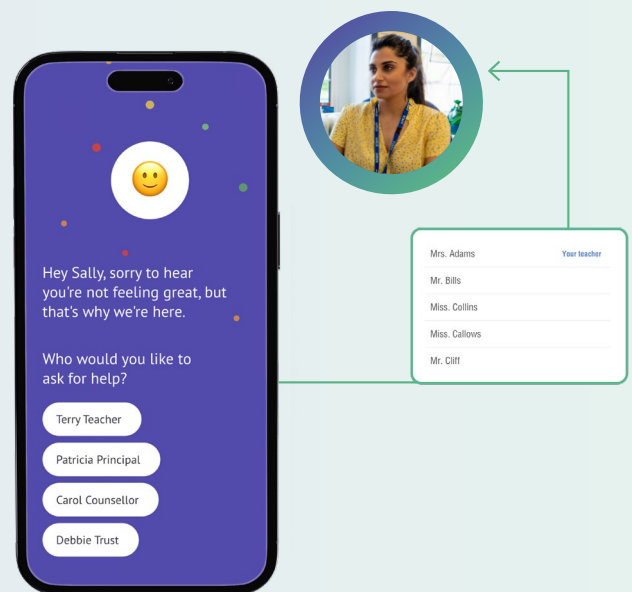 Hey Sally, sorry to hear
you're not feeling great, but
that's why we're here.
Who would you like to
ask for help?
Terry Teacher
Patricia Principal
Carol Counsellor
Debbie Trust
Mrs. Adams Your teacher
Mr. Bills
Miss. Collins
Miss. Callows
Mr. Cliff